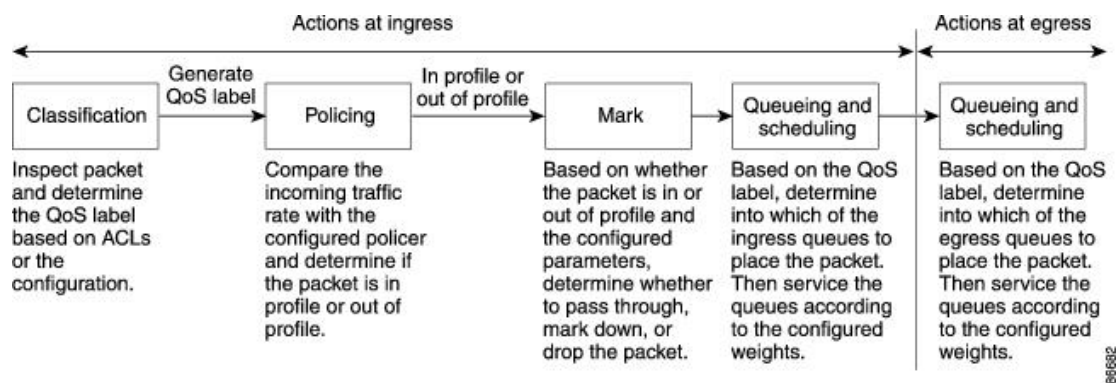 Actions at ingress
Actions at egress
Generate
QoS label
In profile or
out of profile
Classification
Policing
Mark
Queueing and
scheduling
Queueing and
scheduling
Inspect packet
and determine
the QoS label
based on ACLs
or the
configuration.
Compare the
incoming traffic
rate with the
configured policer
and determine if
the packet is in
profile or out of
profile.
Based on whether
the packet is in or
out of profile and
the configured
parameters,
determine whether
to pass through,
mark down, or
drop the packet.
Based on the QoS
label, determine
into which of the
ingress queues to
place the packet.
Then service the
queues according
to the configured
weights.
Based on the QoS
label, determine
into which of the
egress queues to
place the packet.
Then service the
queues according
to the configured
weights.